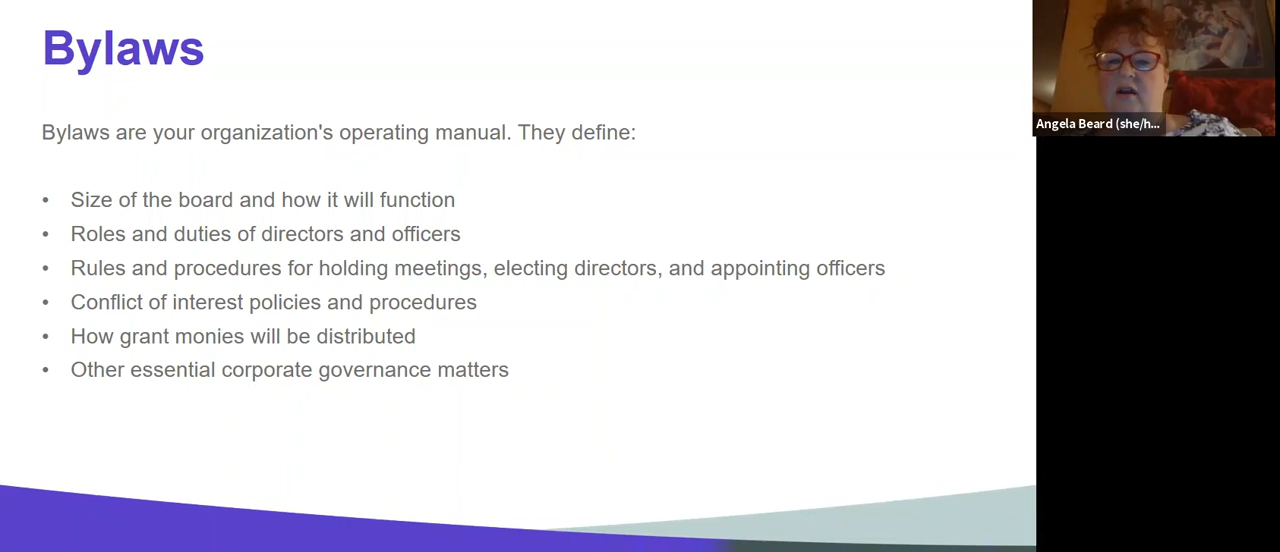 Bylaws
Bylaws are your organization's operating manual. They define:
• Size of the board and how it will function
• Roles and duties of directors and officers
• Rules and procedures for holding meetings, electing directors, and appointing officers
• Conflict of interest policies and procedures
• How grant monies will be distributed
• Other essential corporate governance matters
Angela Beard (she/h...